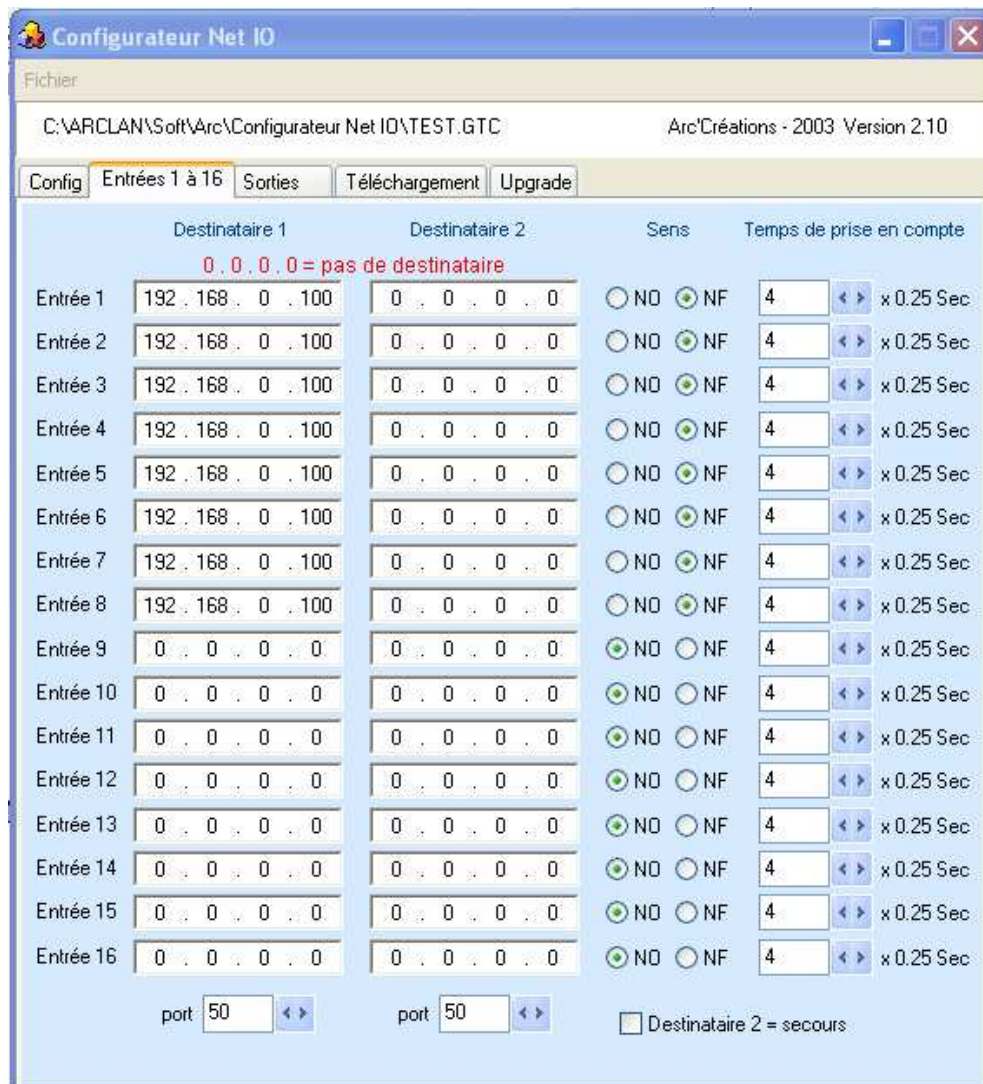 Configurateur Net IO
Fichier
C:\ARCLAN\Soft\Arc\Configurateur Net IO\TEST.GTC Arc'Créations - 2003 Version 2.10
Config Entrées 1 à 16 Sorties Téléchargement Upgrade
Destinataire 1 Destinataire 2 Sens Temps de prise en compte
0 . 0 . 0 . 0 = pas de destinataire
Entrée 1 192 . 168 . 0 . 100 0 . 0 . 0 . 0 NO NF 4 x 0.25 Sec
Entrée 2 192 . 168 . 0 . 100 0 . 0 . 0 . 0 NO NF 4 x 0.25 Sec
Entrée 3 192 . 168 . 0 . 100 0 . 0 . 0 . 0 NO NF 4 x 0.25 Sec
Entrée 4 192 . 168 . 0 . 100 0 . 0 . 0 . 0 NO NF 4 x 0.25 Sec
Entrée 5 192 . 168 . 0 . 100 0 . 0 . 0 . 0 NO NF 4 x 0.25 Sec
Entrée 6 192 . 168 . 0 . 100 0 . 0 . 0 . 0 NO NF 4 x 0.25 Sec
Entrée 7 192 . 168 . 0 . 100 0 . 0 . 0 . 0 NO NF 4 x 0.25 Sec
Entrée 8 192 . 168 . 0 . 100 0 . 0 . 0 . 0 NO NF 4 x 0.25 Sec
Entrée 9 0 . 0 . 0 . 0 0 . 0 . 0 . 0 NO NF 4 x 0.25 Sec
Entrée 10 0 . 0 . 0 . 0 0 . 0 . 0 . 0 NO NF 4 x 0.25 Sec
Entrée 11 0 . 0 . 0 . 0 0 . 0 . 0 . 0 NO NF 4 x 0.25 Sec
Entrée 12 0 . 0 . 0 . 0 0 . 0 . 0 . 0 NO NF 4 x 0.25 Sec
Entrée 13 0 . 0 . 0 . 0 0 . 0 . 0 . 0 NO NF 4 x 0.25 Sec
Entrée 14 0 . 0 . 0 . 0 0 . 0 . 0 . 0 NO NF 4 x 0.25 Sec
Entrée 15 0 . 0 . 0 . 0 0 . 0 . 0 . 0 NO NF 4 x 0.25 Sec
Entrée 16 0 . 0 . 0 . 0 0 . 0 . 0 . 0 NO NF 4 x 0.25 Sec
port 50 port 50 Destinataire 2 = secours